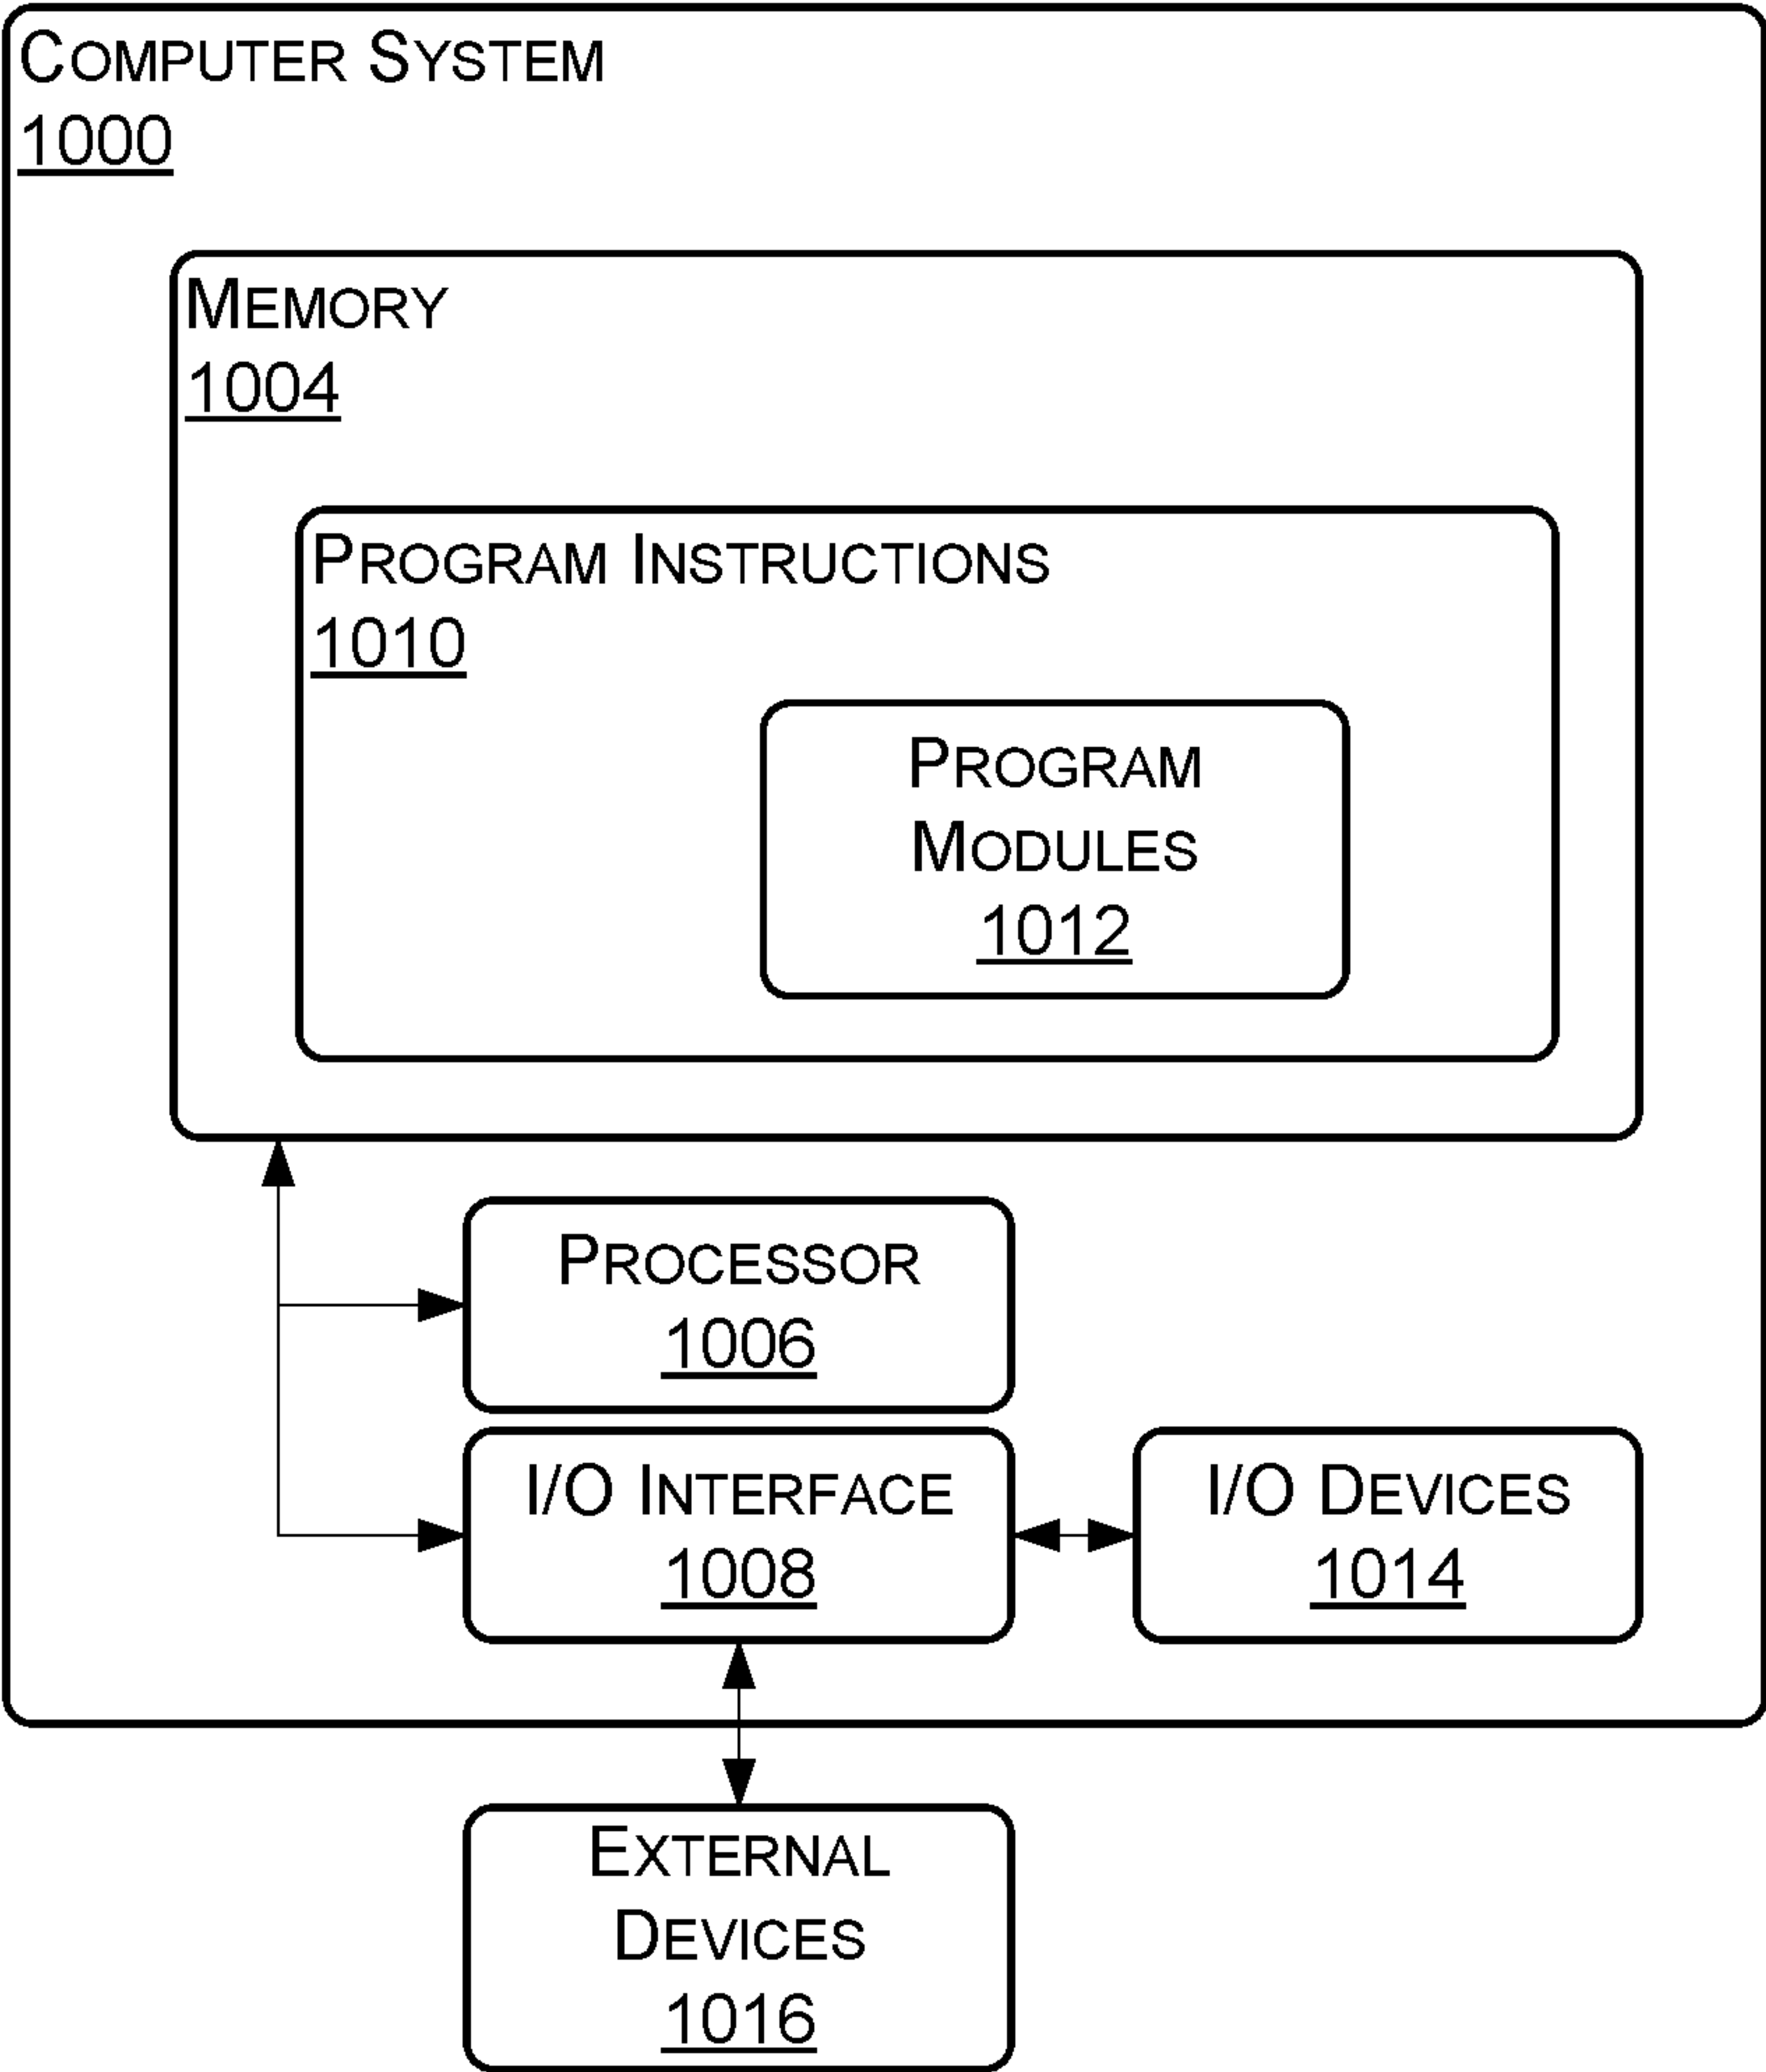 COMPUTER SYSTEM
1000
MEMORY
1004
PROGRAM INSTRUCTIONS
1010
PROGRAM
MODULES
1012
PROCESSOR
1006
I/O INTERFACE
1008
I/O DEVICES
1014
EXTERNAL
DEVICES
1016